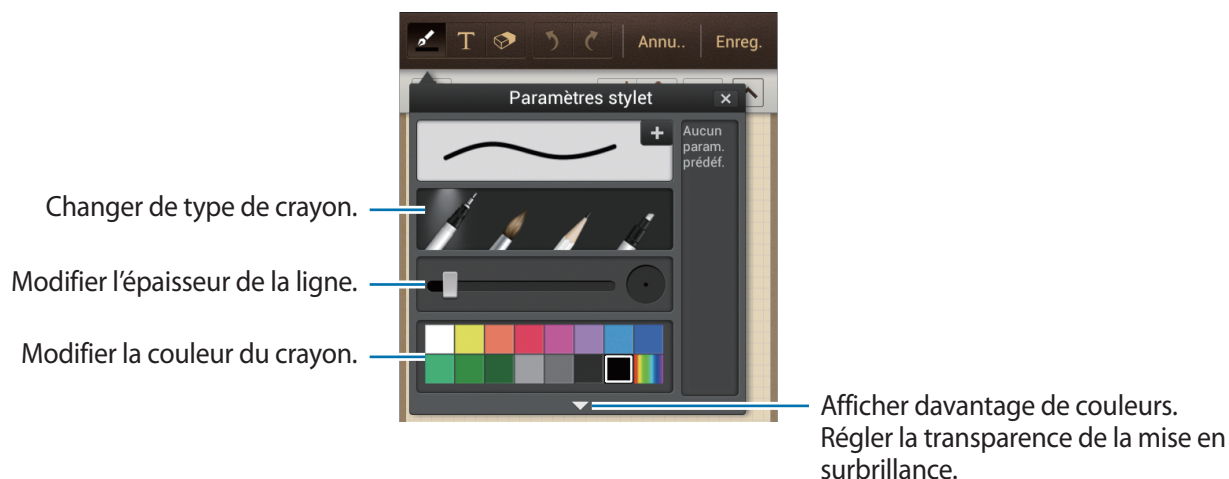 T
Annu..
Enreg.
Paramètres stylet
Aucun
param.
prédéf.
Changer de type de crayon.
Modifier l’épaisseur de la ligne.
Modifier la couleur du crayon.
Afficher davantage de couleurs.
Régler la transparence de la mise en
surbrillance.